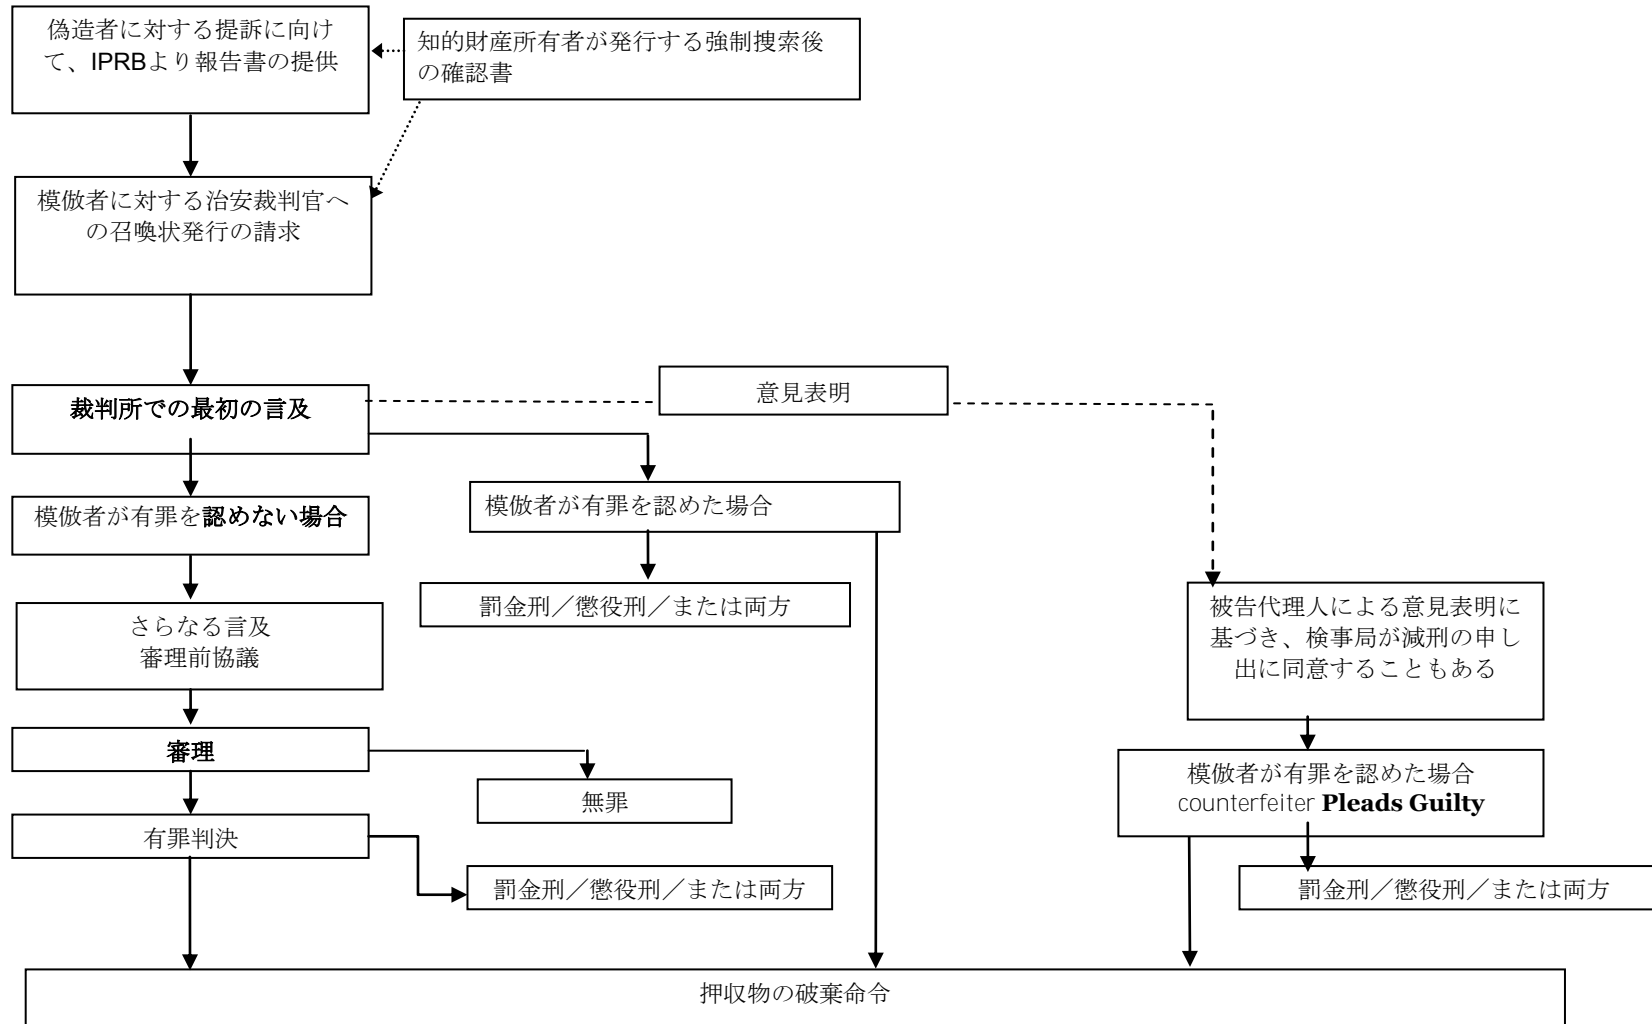 偽造者に対する提訴に向け
て、IPRBより報告書の提供
知的財産所有者が発行する強制捜索後
の確認書
模倣者に対する治安裁判官へ
の召喚状発行の請求
裁判所での最初の言及
意見表明
模倣者が有罪を認めない場合
模倣者が有罪を認めた場合
罰金刑／懲役刑／または両方
さらなる言及
審理前協議
被告代理人による意見表明に
基づき、検事局が減刑の申し
出に同意することもある
審理
無罪
模倣者が有罪を認めた場合
counterfeiter Pleads Guilty
有罪判決
罰金刑／懲役刑／または両方
罰金刑／懲役刑／または両方
押収物の破棄命令